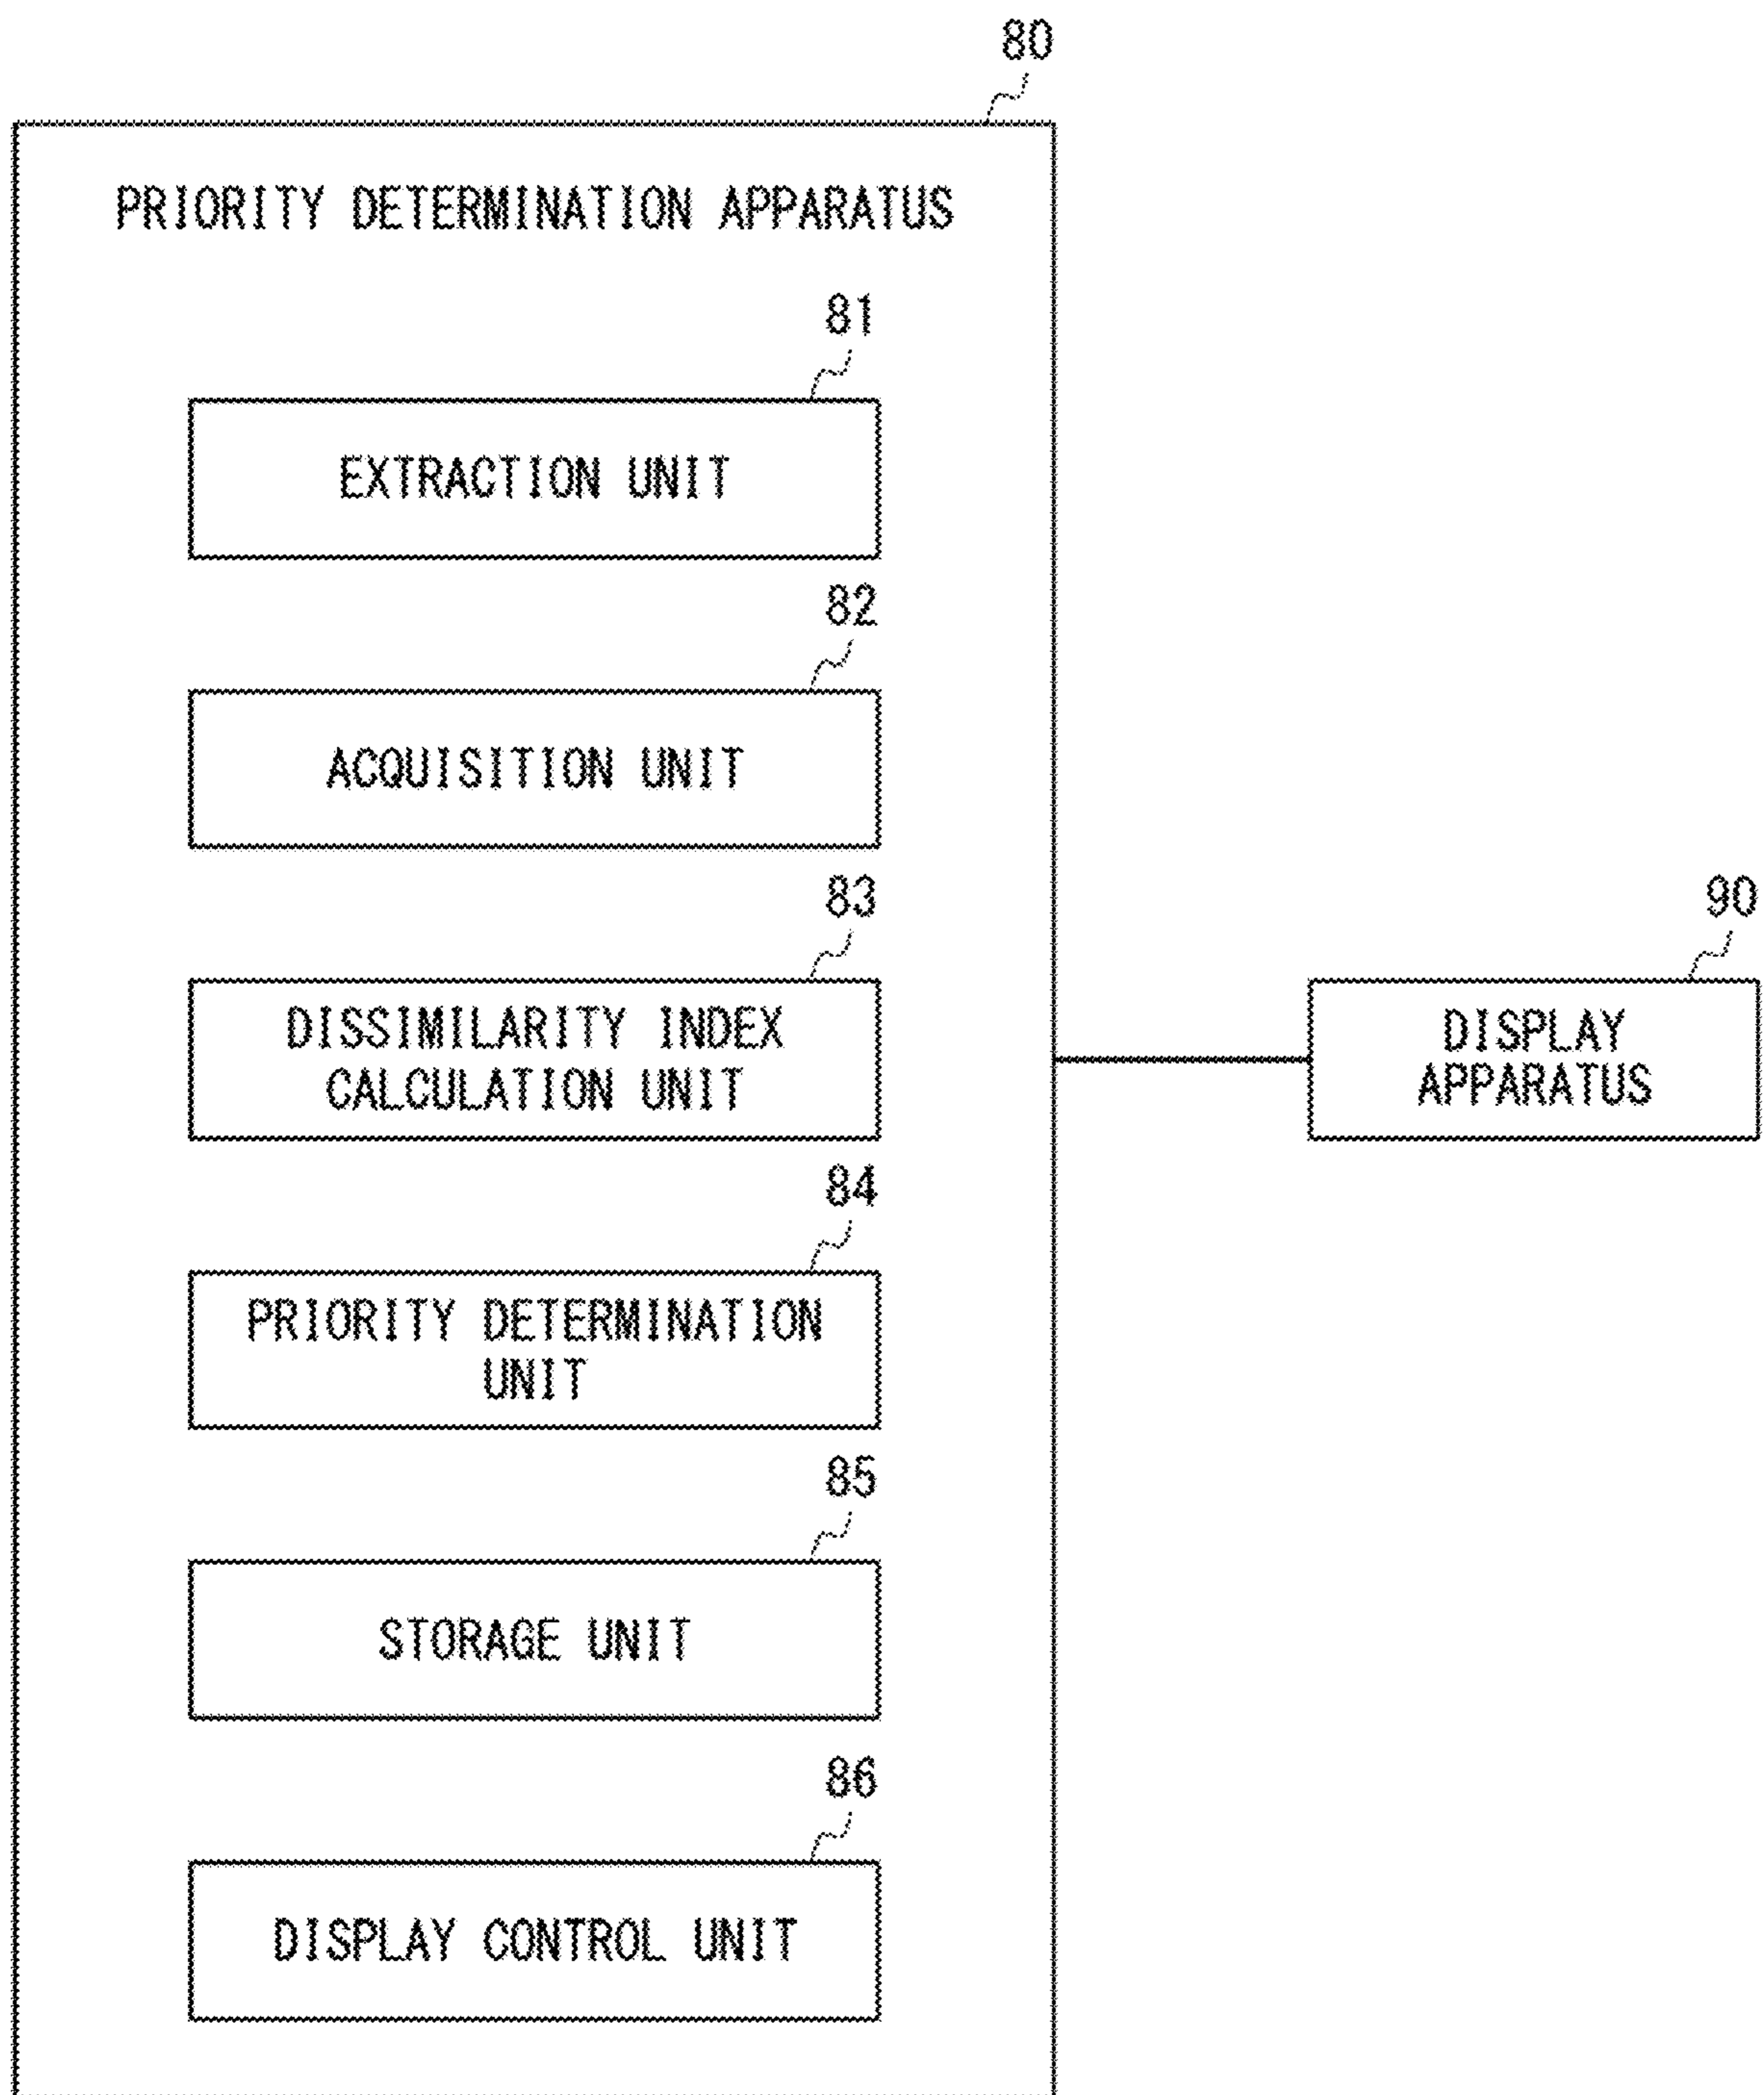 80
PRIORITY DETERMINATION APPARATUS
81
EXTRACTION UNIT
82
ACQUISITION UNIT
83
DISSIMILARITY INDEX
CALCULATION UNIT
84
PRIORITY DETERMINATION
UNIT
85
STORAGE UNIT
86
DISPLAY CONTROL UNIT
90
DISPLAY
APPARATUS